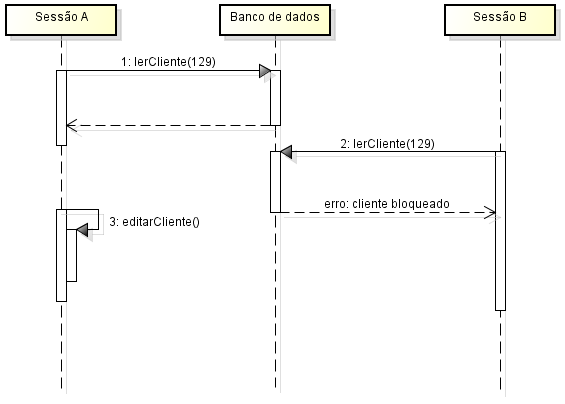 Sessão A
Banco de dados
Sessão B
1: lerCliente(129)
2: lerCliente(129)
erro: cliente bloqueado
3: editarCliente()